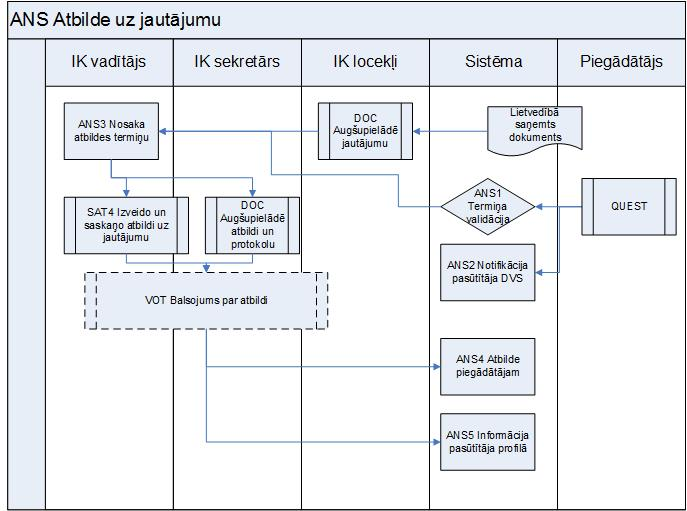 ANS Atbilde uz jautājumu
IK vadītājs
IK sekretārs
IK locekļi
Sistēma
Piegādātājs
ANS3 Nosaka
atbildes termiņu
DOC
Augšupielādē
jautājumu
Lietvedībā
saņemts
dokuments
SAT4 Izveido un
saskaņo atbildi uz
jautājumu
DOC
Augšupielādē
atbildi un
protokolu
ANS1
Termiņa
validācija
QUEST
ANS2 Notifikācija
pasūtītāja DVS
VOT Balsojums par atbildi
ANS4 Atbilde
piegādātājam
ANS5 Informācija
pasūtītāja profilā